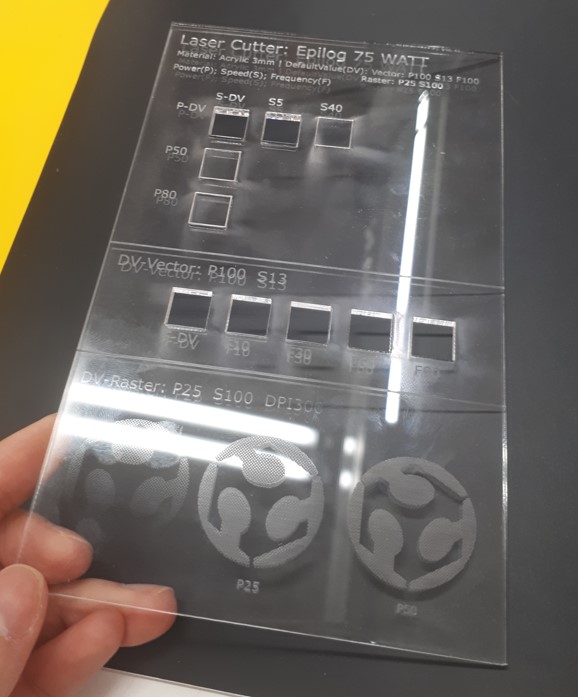 Laser Cutter: Epilog 75 WATT
Material: Acrylic 3mm | DefaultValue(DV): Vector: P100 S13 F100
Power(P); Speed(S); Frequency(F) Raster: P25 S100
S-DV S5 S40
P-DV
P50
P80
DV-Vector: P100 S13
F10 F30
DV-Raster: P25 S100 DPI300
P25 P50